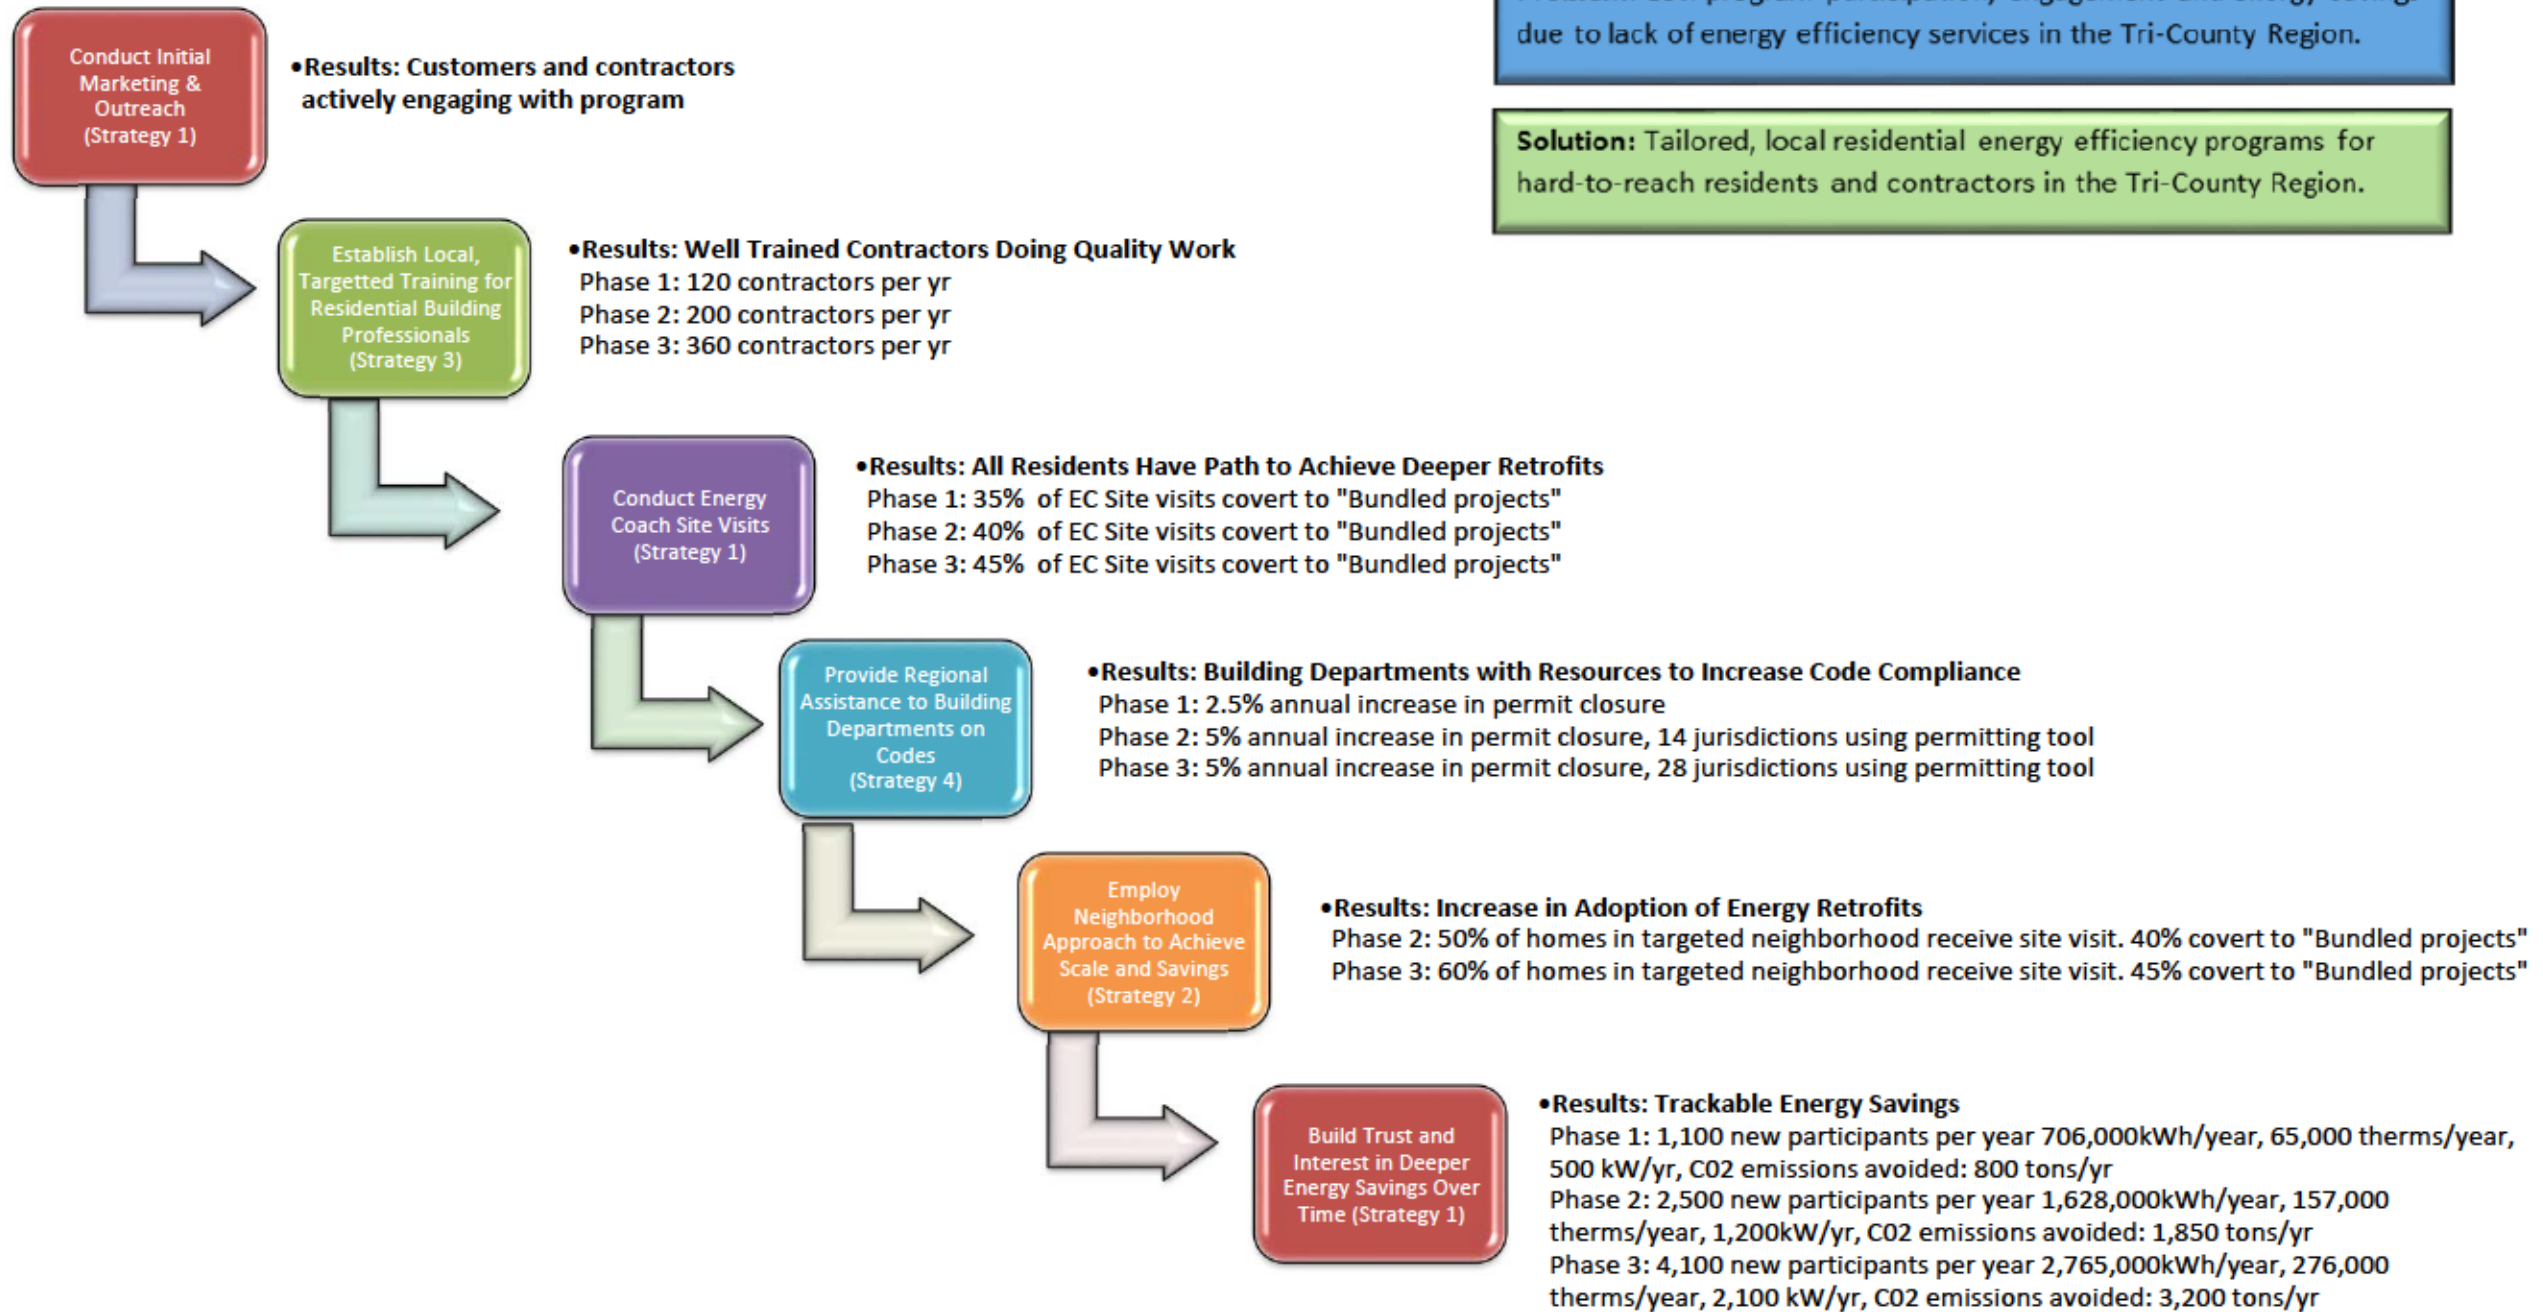 due to lack of energy efficiency services in the Tri-County Region.
Solution: Tailored, local residential energy efficiency programs for
hard-to-reach residents and contractors in the Tri-County Region.
Conduct Initial
Marketing &
Outreach
(Strategy 1)
•Results: Customers and contractors
actively engaging with program
Establish Local,
Targetted Training for
Residential Building
Professionals
(Strategy 3)
•Results: Well Trained Contractors Doing Quality Work
Phase 1: 120 contractors per yr
Phase 2: 200 contractors per yr
Phase 3: 360 contractors per yr
Conduct Energy
Coach Site Visits
(Strategy 1)
•Results: All Residents Have Path to Achieve Deeper Retrofits
Phase 1: 35% of EC Site visits covert to "Bundled projects"
Phase 2: 40% of EC Site visits covert to "Bundled projects"
Phase 3: 45% of EC Site visits covert to "Bundled projects"
Provide Regional
Assistance to Building
Departments on
Codes
(Strategy 4)
•Results: Building Departments with Resources to Increase Code Compliance
Phase 1: 2.5% annual increase in permit closure
Phase 2: 5% annual increase in permit closure, 14 jurisdictions using permitting tool
Phase 3: 5% annual increase in permit closure, 28 jurisdictions using permitting tool
Employ
Neighborhood
Approach to Achieve
Scale and Savings
(Strategy 2)
•Results: Increase in Adoption of Energy Retrofits
Phase 2: 50% of homes in targeted neighborhood receive site visit. 40% covert to "Bundled projects"
Phase 3: 60% of homes in targeted neighborhood receive site visit. 45% covert to "Bundled projects"
Build Trust and
Interest in Deeper
Energy Savings Over
Time (Strategy 1)
•Results: Trackable Energy Savings
Phase 1: 1,100 new participants per year 706,000kWh/year, 65,000 therms/year,
500 kW/yr, C02 emissions avoided: 800 tons/yr
Phase 2: 2,500 new participants per year 1,628,000kWh/year, 157,000
therms/year, 1,200kW/yr, C02 emissions avoided: 1,850 tons/yr
Phase 3: 4,100 new participants per year 2,765,000kWh/year, 276,000
therms/year, 2,100 kW/yr, C02 emissions avoided: 3,200 tons/yr